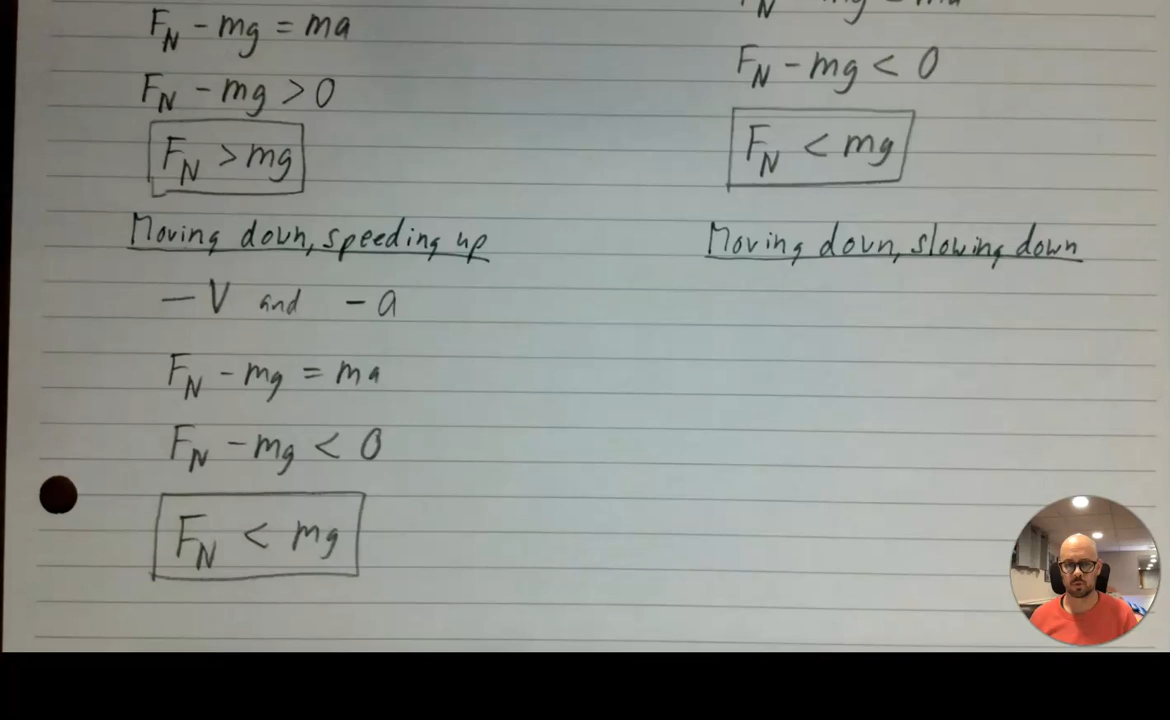 F_N - mg = ma
F_N - mg > 0
F_N > mg
F_N - mg < 0
F_N < mg
Moving down, speeding up
- V and - a
F_N - mg = ma
F_N - mg < 0
F_N < mg
Moving down, slowing down